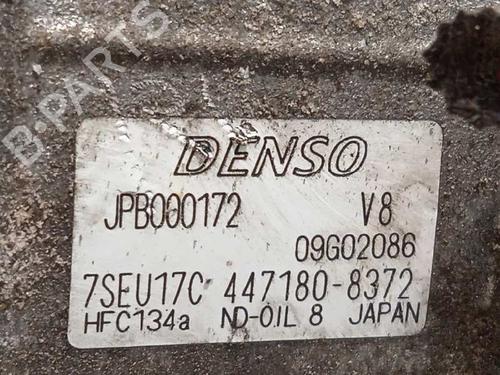 B-PARTS
DENSO
JPB000172 V8
09G02086
7SEU17C 447180-8372
HFC134a ND-OIL 8 JAPAN